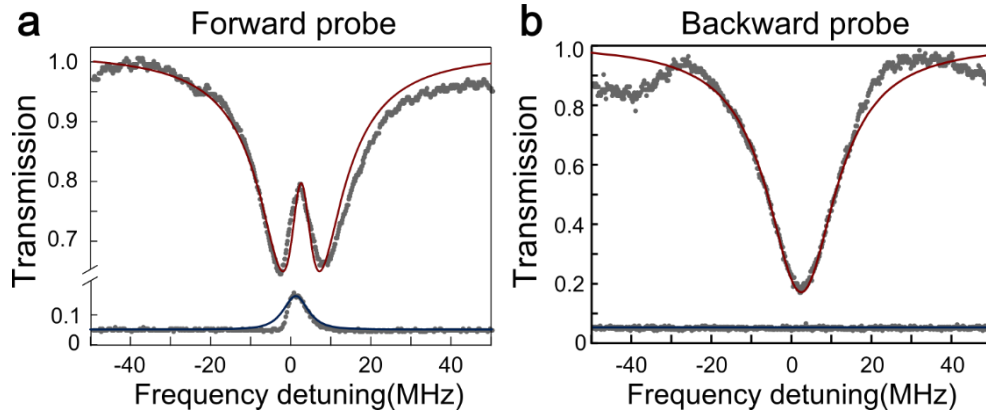 a Forward probe
1.0
0.9
0.8
0.7
0.1
0
Transmission
-40 -20 0 20 40
Frequency detuning(MHz)
b Backward probe
1.0
0.8
0.6
0.4
0.2
0
Transmission
-40 -20 0 20 40
Frequency detuning(MHz)